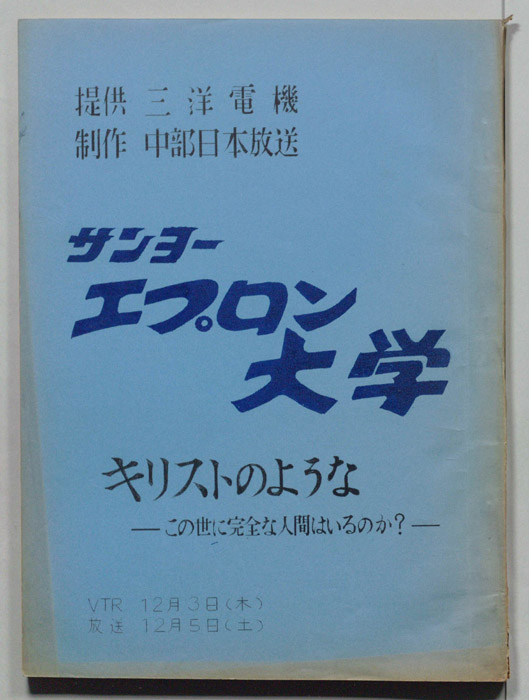 提供 三洋電機
制作 中部日本放送
サンヨー
エプロン
大学
キリストのような
―この世に完全な人間はいるのか?―
VTR 12月3日(木)
放送 12月5日(土)